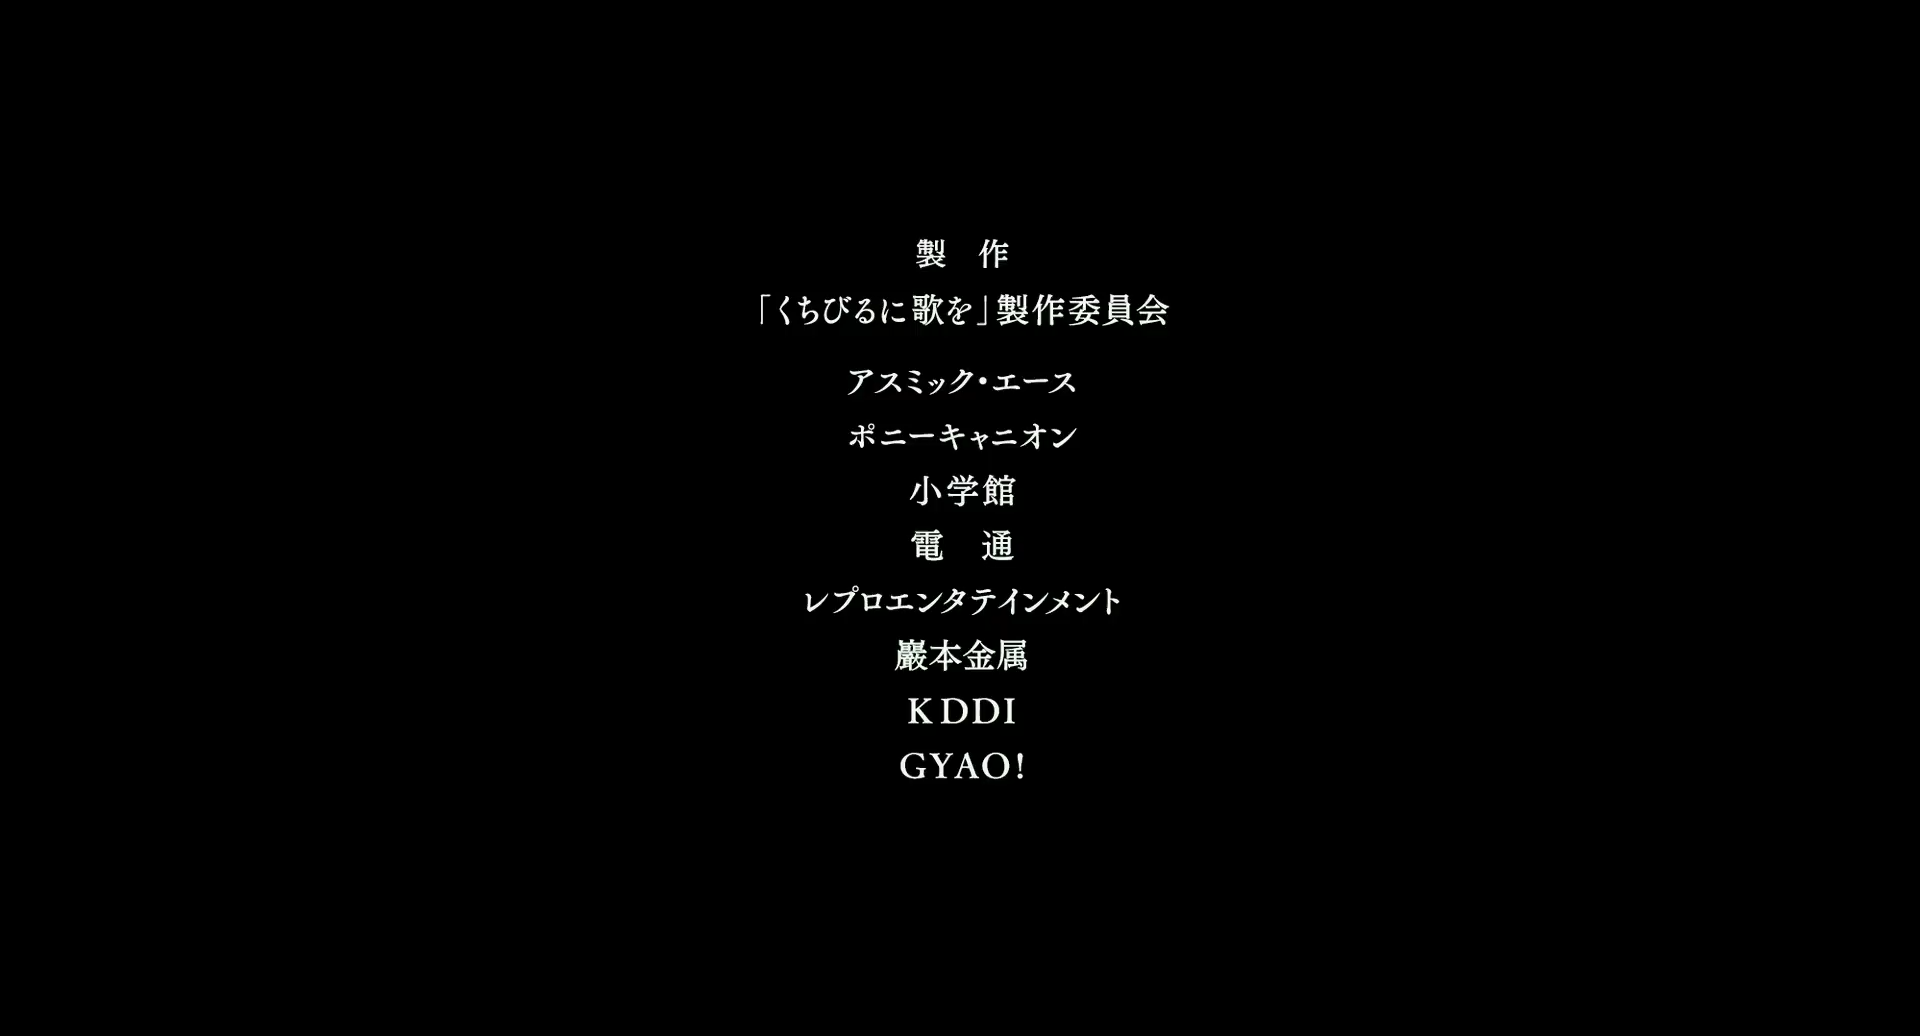 製　作
「くちびるに歌を」製作委員会
アスミック・エース
ポニーキャニオン
小学館
電　通
レプロエンタテインメント
巖本金属
KDDI
GYAO!